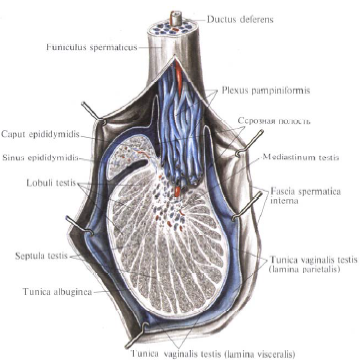 Ductus deferens
Funiculus spermaticus
Plexus pampiniformis
Серозная полость
Caput epididymidis
Sinus epididymidis
Mediastinum testis
Lobuli testis
Fascia spermatica
interna
Septula testis
Tunica vaginalis testis
(lamina parietalis)
Tunica albuginea
Tunica vaginalis testis (lamina visceralis)